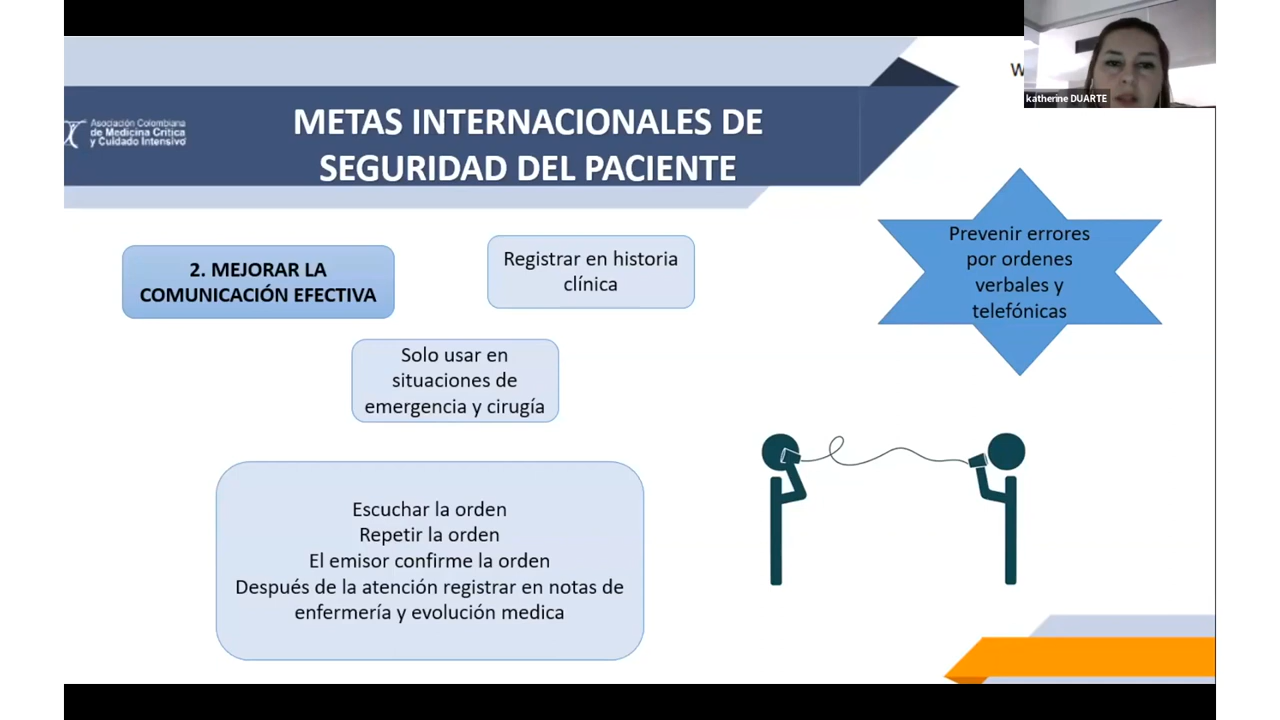 W
katherine DUARTE
Asociación Colombiana
de Medicina Crítica
y Cuidado Intensivo
METAS INTERNACIONALES DE
SEGURIDAD DEL PACIENTE
2. MEJORAR LA
COMUNICACIÓN EFECTIVA
Registrar en historia
clínica
Prevenir errores
por ordenes
verbales y
telefónicas
Solo usar en
situaciones de
emergencia y cirugía
Escuchar la orden
Repetir la orden
El emisor confirme la orden
Después de la atención registrar en notas de
enfermería y evolución medica